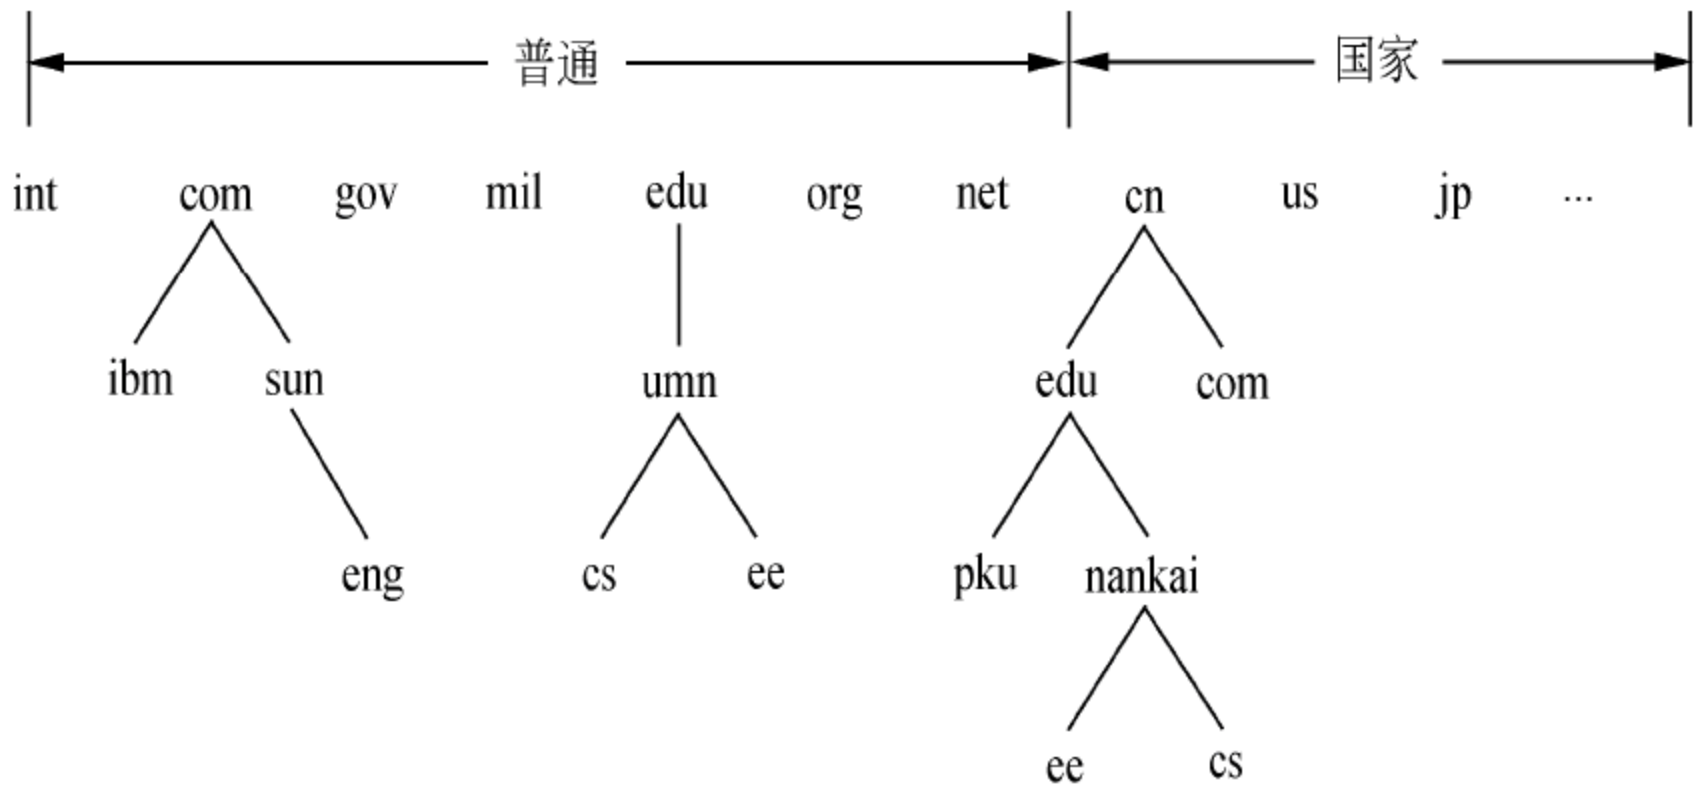 普通 国家
int com gov mil edu org net cn us jp ...
ibm sun umn edu com
eng cs ee pku nankai
ee cs